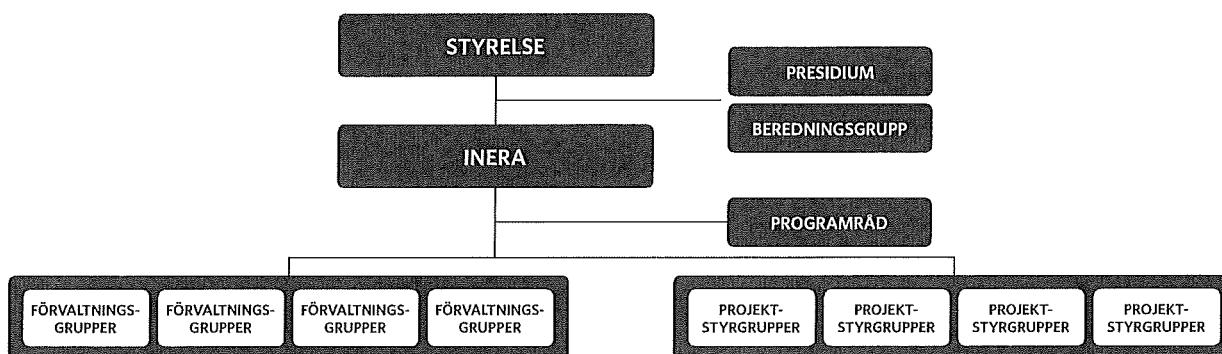 STYRELSE
PRESIDIUM
BEREDNINGSGRUPP
INERA
PROGRAMRÅD
FÖRVALTNINGS-
GRUPPER
FÖRVALTNINGS-
GRUPPER
FÖRVALTNINGS-
GRUPPER
FÖRVALTNINGS-
GRUPPER
PROJEKT-
STYRGRUPPER
PROJEKT-
STYRGRUPPER
PROJEKT-
STYRGRUPPER
PROJEKT-
STYRGRUPPER